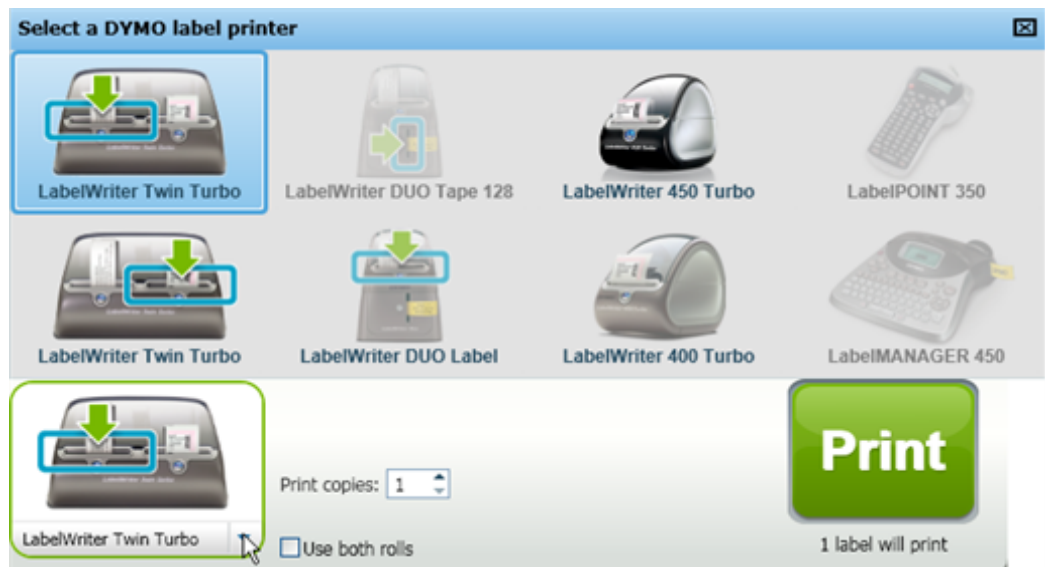 Select a DYMO label printer
LabelWriter Twin Turbo
LabelWriter DUO Tape 128
LabelWriter 450 Turbo
LabelPOINT 350
LabelWriter Twin Turbo
LabelWriter DUO Label
LabelWriter 400 Turbo
LabelMANAGER 450
LabelWriter Twin Turbo
Print copies: 1
Use both rolls
Print
1 label will print